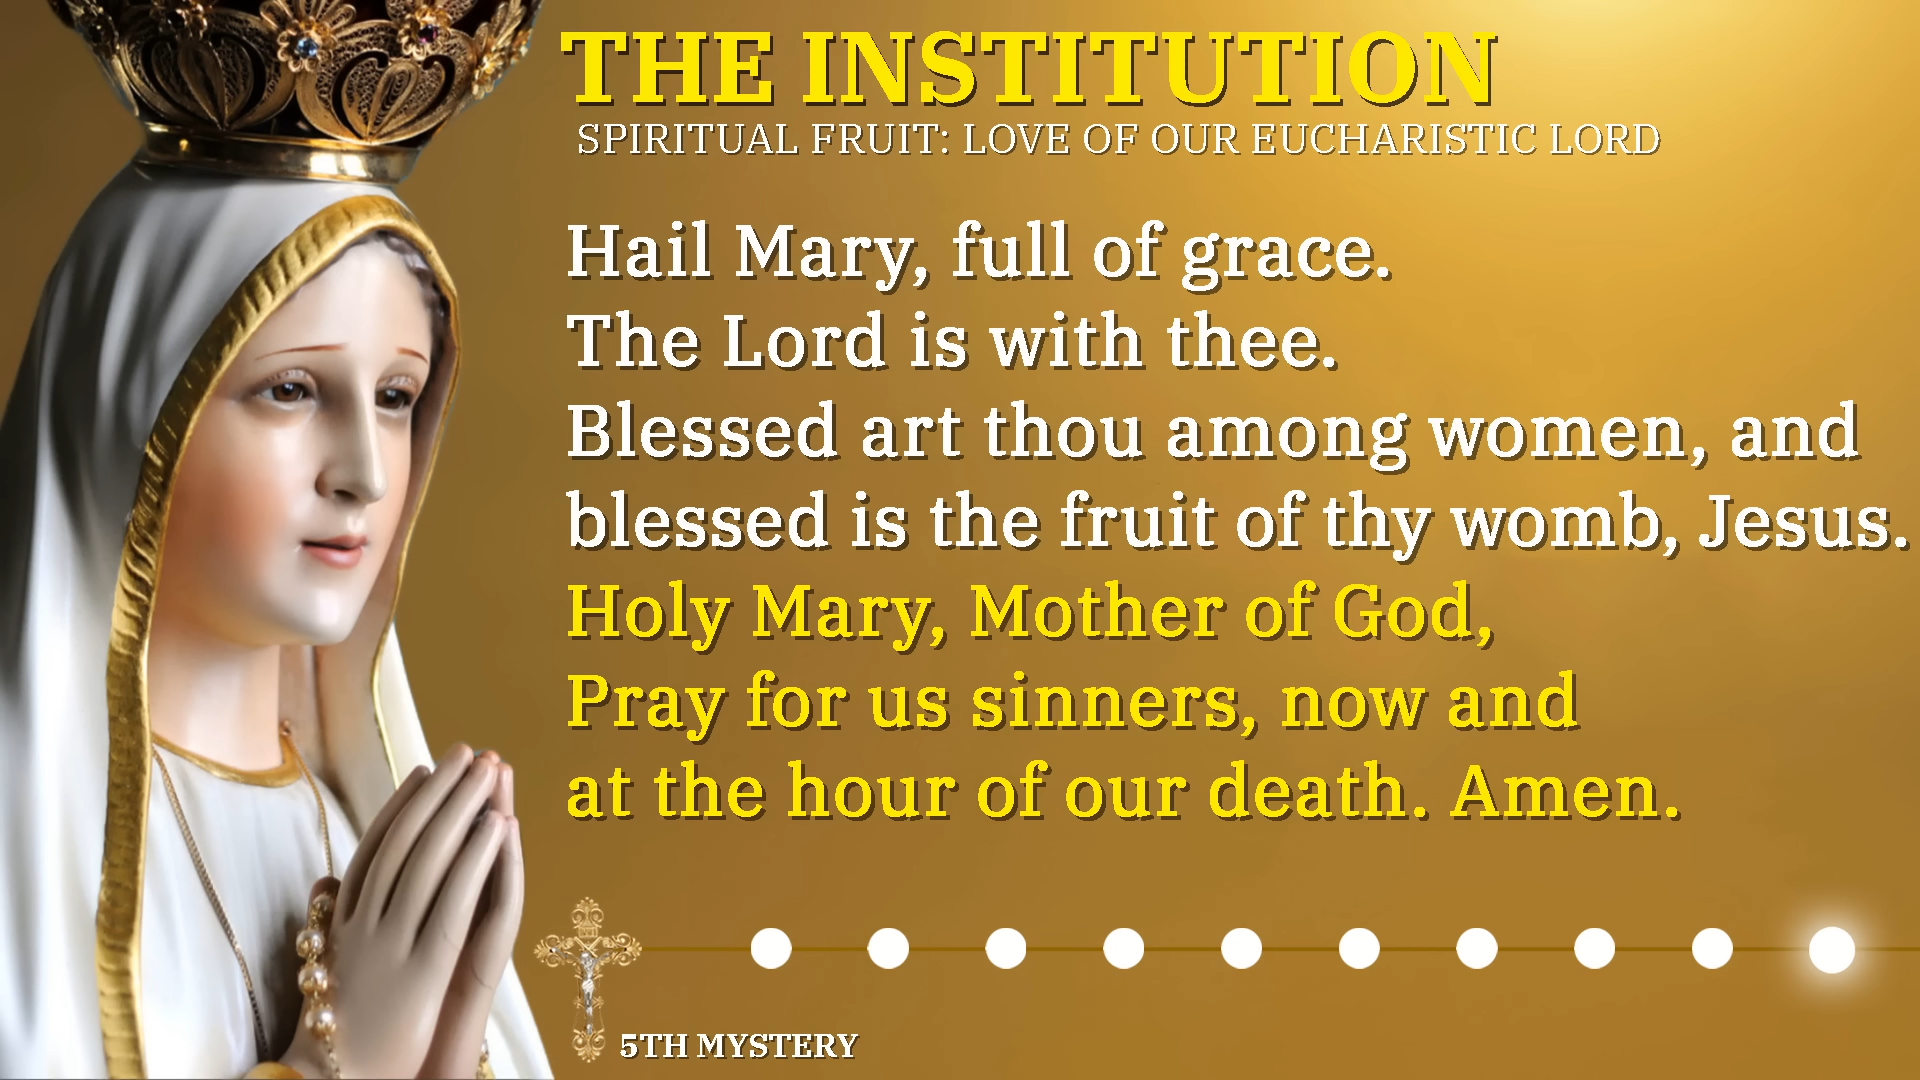 THE INSTITUTION
SPIRITUAL FRUIT: LOVE OF OUR EUCHARISTIC LORD
Hail Mary, full of grace.
The Lord is with thee.
Blessed art thou among women, and
blessed is the fruit of thy womb, Jesus.
Holy Mary, Mother of God,
Pray for us sinners, now and
at the hour of our death. Amen.
5TH MYSTERY